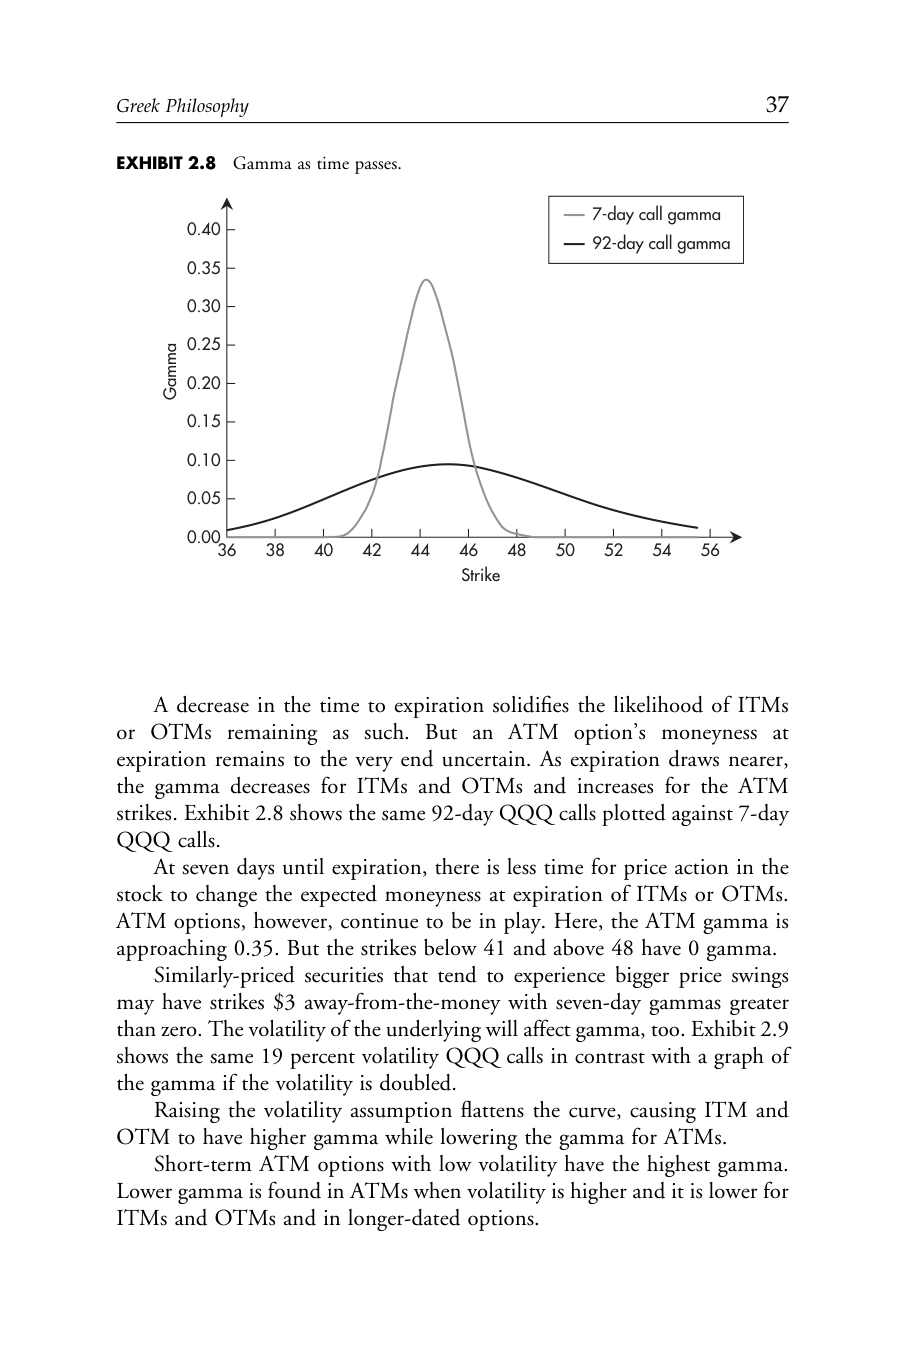 Greek Philosophy 37
EXHIBIT 2.8 Gamma as time passes.
7-day call gamma
92-day call gamma
0.40
0.35
0.30
0.25
0.20
0.15
0.10
0.05
0.00
Gamma
36 38 40 42 44 46 48 50 52 54 56
Strike
A decrease in the time to expiration solidifies the likelihood of ITMs
or OTMs remaining as such. But an ATM option’s moneyness at
expiration remains to the very end uncertain. As expiration draws nearer,
the gamma decreases for ITMs and OTMs and increases for the ATM
strikes. Exhibit 2.8 shows the same 92-day QQQ calls plotted against 7-day
QQQ calls.
At seven days until expiration, there is less time for price action in the
stock to change the expected moneyness at expiration of ITMs or OTMs.
ATM options, however, continue to be in play. Here, the ATM gamma is
approaching 0.35. But the strikes below 41 and above 48 have 0 gamma.
Similarly-priced securities that tend to experience bigger price swings
may have strikes $3 away-from-the-money with seven-day gammas greater
than zero. The volatility of the underlying will affect gamma, too. Exhibit 2.9
shows the same 19 percent volatility QQQ calls in contrast with a graph of
the gamma if the volatility is doubled.
Raising the volatility assumption flattens the curve, causing ITM and
OTM to have higher gamma while lowering the gamma for ATMs.
Short-term ATM options with low volatility have the highest gamma.
Lower gamma is found in ATMs when volatility is higher and it is lower for
ITMs and OTMs and in longer-dated options.